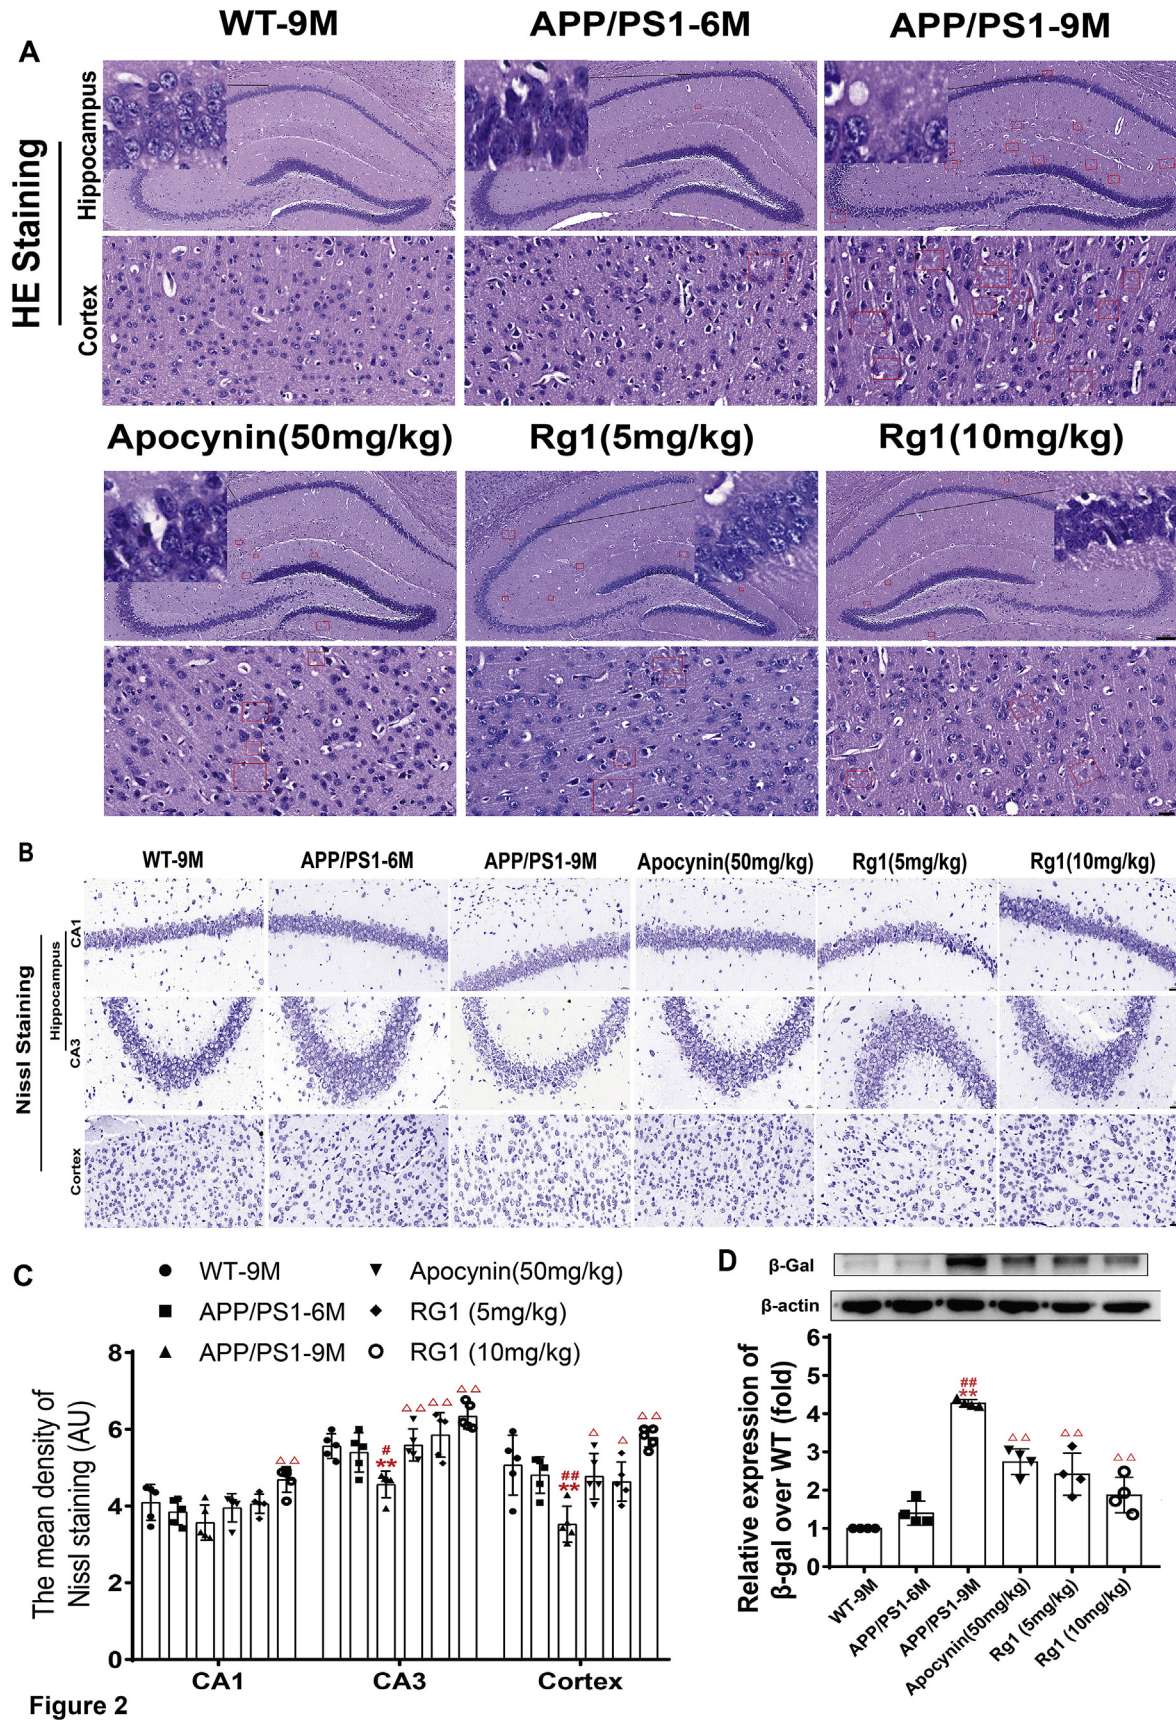 WT-9M APP/PS1-6M APP/PS1-9M
A
HE Staining
Hippocampus
Cortex
Apocynin(50mg/kg) Rg1(5mg/kg) Rg1(10mg/kg)
B
WT-9M APP/PS1-6M APP/PS1-9M Apocynin(50mg/kg) Rg1(5mg/kg) Rg1(10mg/kg)
Nissl Staining
Hippocampus
CA1
CA3
Cortex
C
WT-9M
APP/PS1-6M
APP/PS1-9M
Apocynin(50mg/kg)
RG1 (5mg/kg)
RG1 (10mg/kg)
The mean density of
Nissl staining (AU)
8
6
4
2
0
△△
#
**
△△
△△
△△
##
**
△
△
△△
CA1 CA3 Cortex
D
β-Gal
β-actin
Relative expression of
β-gal over WT (fold)
6
5
4
3
2
1
0
##
**
△△
△△
△△
WT-9M
APP/PS1-6M
APP/PS1-9M
Apocynin(50mg/kg)
Rg1 (5mg/kg)
Rg1 (10mg/kg)
Figure 2